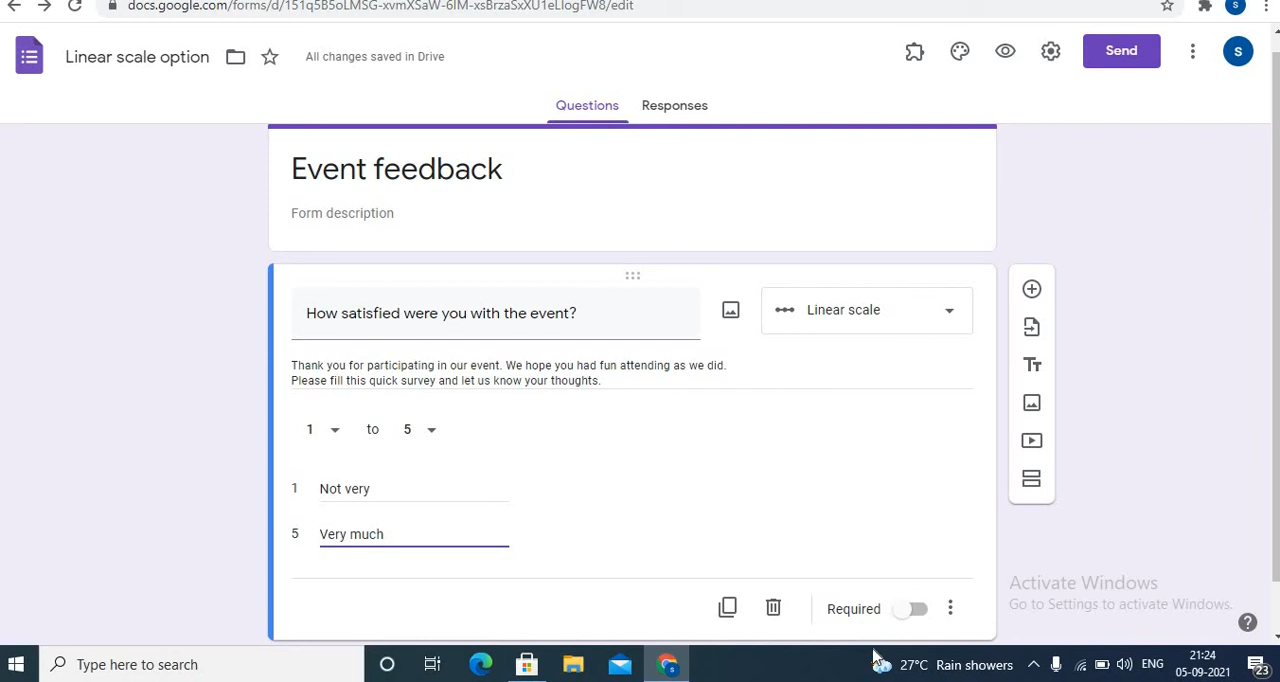 docs.google.com/forms/d/151q5B5oLMSG-xvmXSaW-6IM-xsBrzaSxXU1eLlogFW8/edit
S
Linear scale option
All changes saved in Drive
Send
S
Questions
Responses
Event feedback
Form description
How satisfied were you with the event?
Linear scale
Thank you for participating in our event. We hope you had fun attending as we did.
Please fill this quick survey and let us know your thoughts.
1 to 5
1 Not very
5 Very much
Activate Windows
Go to Settings to activate Windows.
Required
Type here to search
27°C Rain showers
ENG
21:24
05-09-2021
23